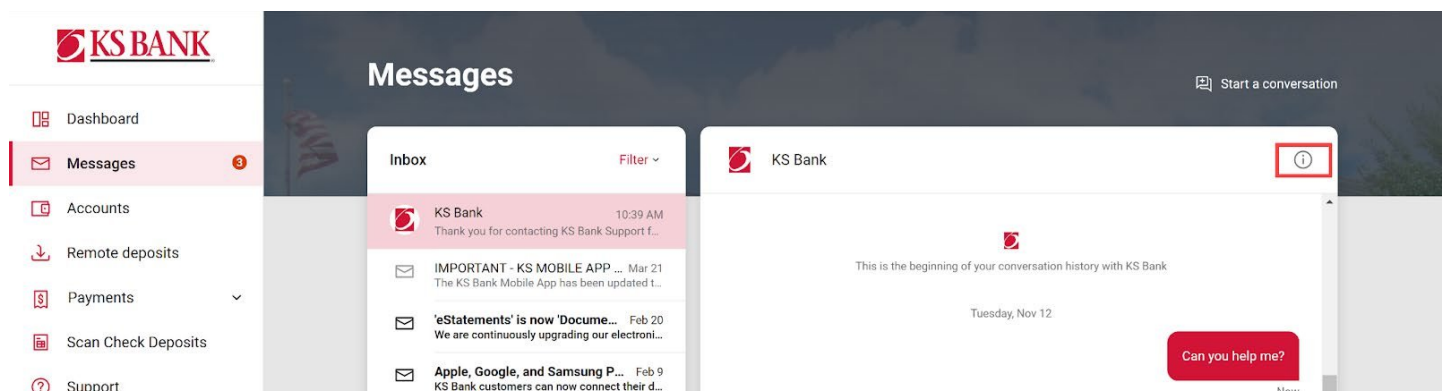 KS BANK
Dashboard
Messages 3
Accounts
Remote deposits
Payments
Scan Check Deposits
Support
Messages
Start a conversation
Inbox Filter
KS Bank 10:39 AM
Thank you for contacting KS Bank Support f...
IMPORTANT - KS MOBILE APP ... Mar 21
The KS Bank Mobile App has been updated t...
'eStatements' is now 'Docume... Feb 20
We are continuously upgrading our electroni...
Apple, Google, and Samsung P... Feb 9
KS Bank customers can now connect their d...
KS Bank
This is the beginning of your conversation history with KS Bank
Tuesday, Nov 12
Can you help me?
Now